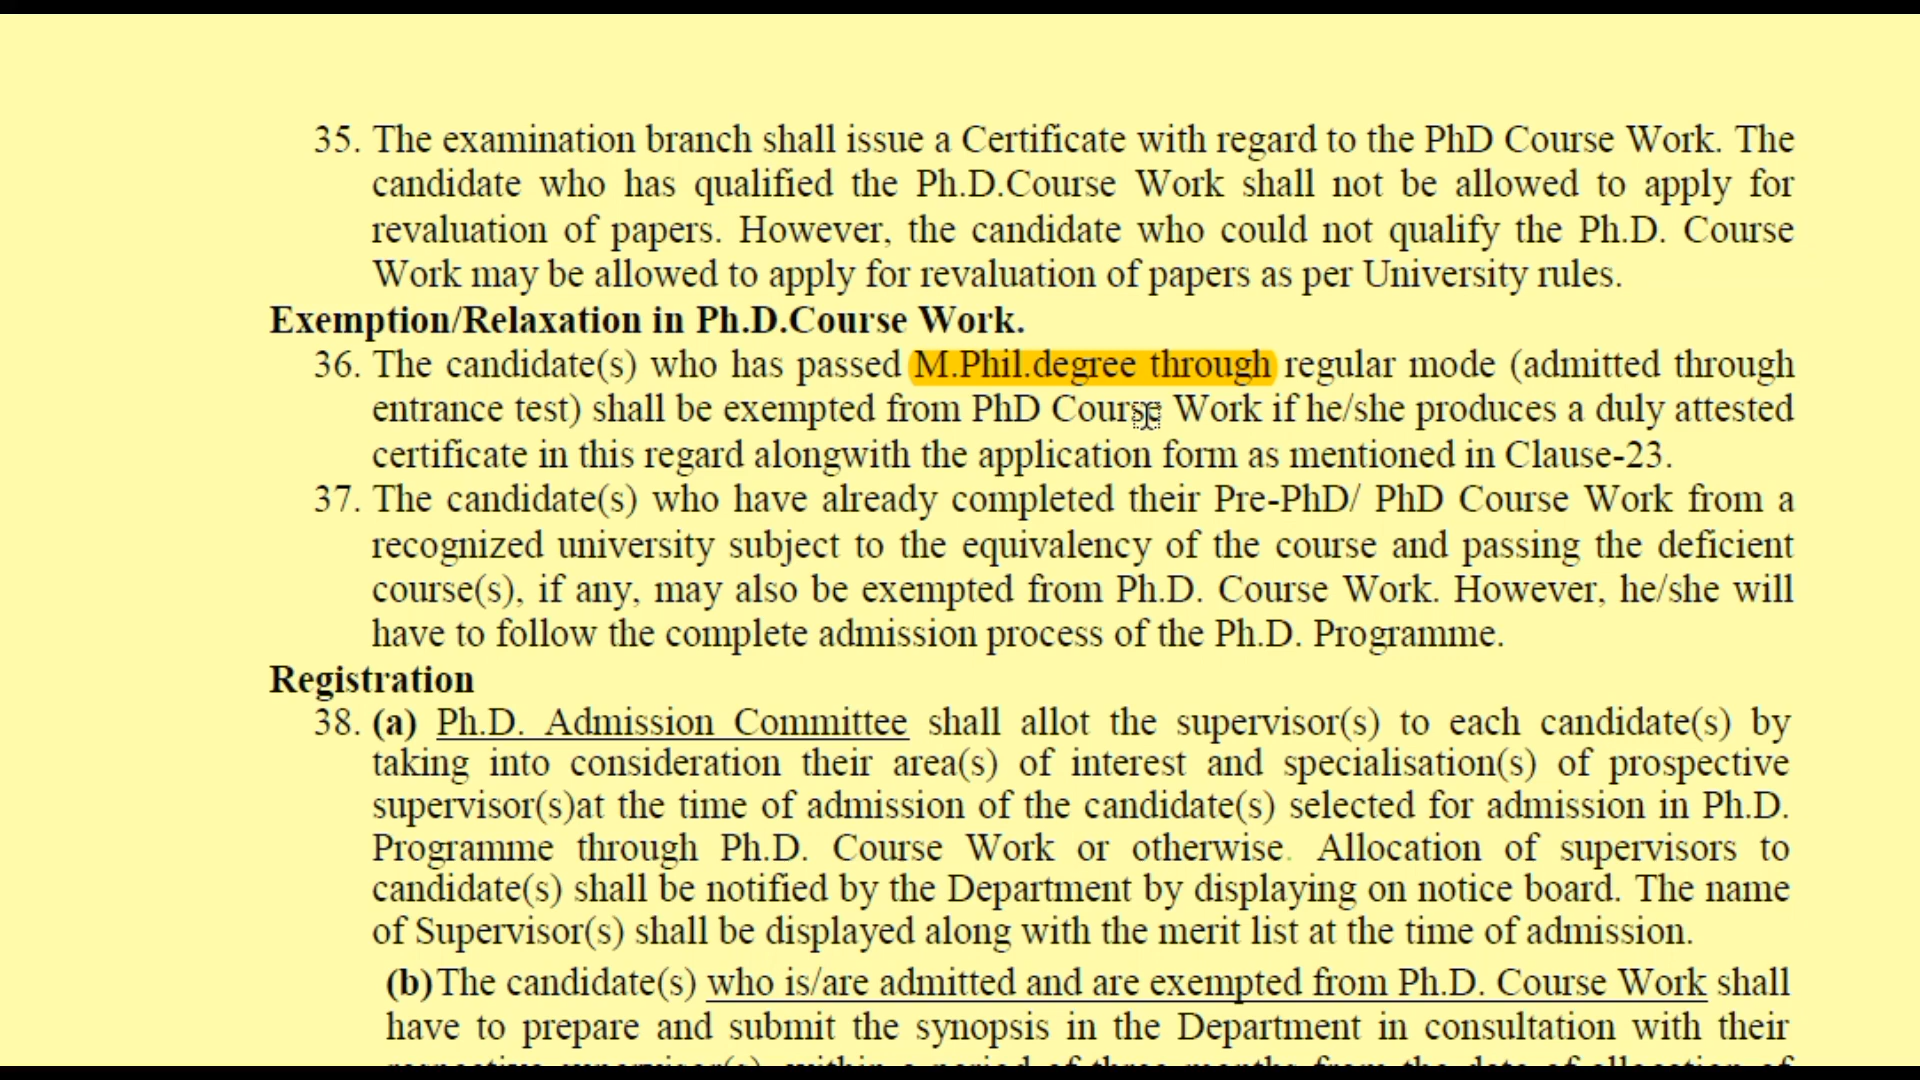 35. The examination branch shall issue a Certificate with regard to the PhD Course Work. The
candidate who has qualified the Ph.D.Course Work shall not be allowed to apply for
revaluation of papers. However, the candidate who could not qualify the Ph.D. Course
Work may be allowed to apply for revaluation of papers as per University rules.
Exemption/Relaxation in Ph.D.Course Work.
36. The candidate(s) who has passed M.Phil.degree through regular mode (admitted through
entrance test) shall be exempted from PhD Course Work if he/she produces a duly attested
certificate in this regard alongwith the application form as mentioned in Clause-23.
37. The candidate(s) who have already completed their Pre-PhD/ PhD Course Work from a
recognized university subject to the equivalency of the course and passing the deficient
course(s), if any, may also be exempted from Ph.D. Course Work. However, he/she will
have to follow the complete admission process of the Ph.D. Programme.
Registration
38. (a) Ph.D. Admission Committee shall allot the supervisor(s) to each candidate(s) by
taking into consideration their area(s) of interest and specialisation(s) of prospective
supervisor(s)at the time of admission of the candidate(s) selected for admission in Ph.D.
Programme through Ph.D. Course Work or otherwise. Allocation of supervisors to
candidate(s) shall be notified by the Department by displaying on notice board. The name
of Supervisor(s) shall be displayed along with the merit list at the time of admission.
(b)The candidate(s) who is/are admitted and are exempted from Ph.D. Course Work shall
have to prepare and submit the synopsis in the Department in consultation with their
respective supervisor(s), within a period of three months from the date of allocation of